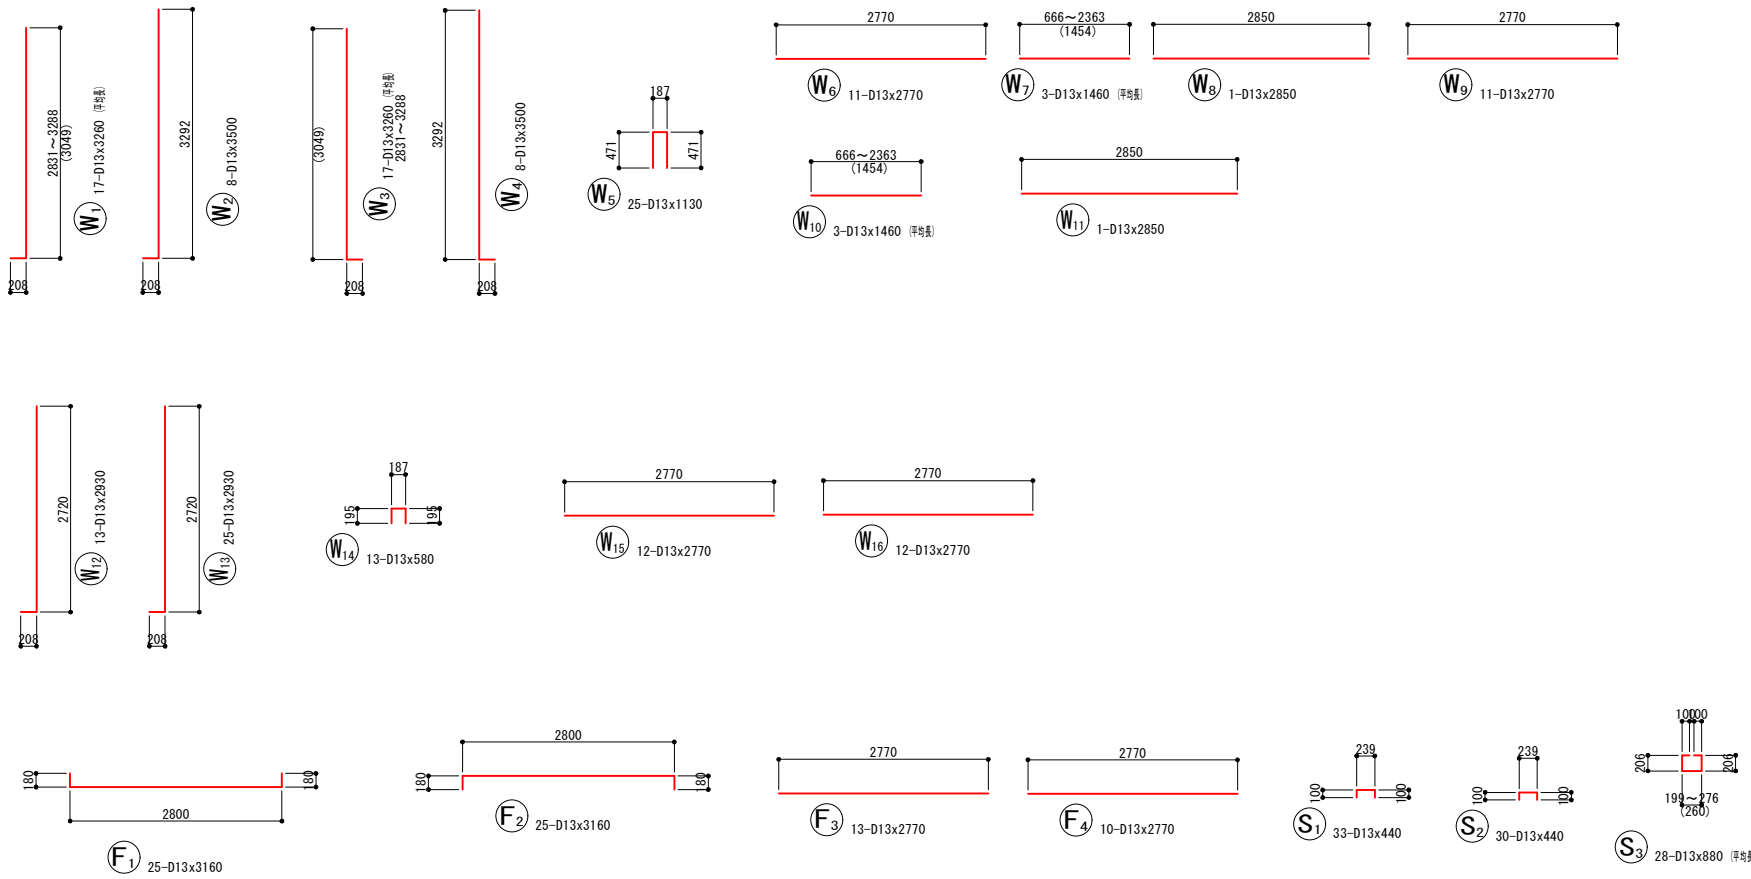 2831～3288
(3049)
208
W1 17-D13x3260 (平均長)
3292
208
W2 8-D13x3500
(3049)
2831～3288
208
W3 17-D13x3260 (平均長)
3292
208
W4 8-D13x3500
187
471
471
W5 25-D13x1130
2770
W6 11-D13x2770
666～2363
(1454)
W7 3-D13x1460 (平均長)
2850
W8 1-D13x2850
2770
W9 11-D13x2770
666～2363
(1454)
W10 3-D13x1460 (平均長)
2850
W11 1-D13x2850
2720
208
W12 13-D13x2930
2720
208
W13 25-D13x2930
187
195
195
W14 13-D13x580
2770
W15 12-D13x2770
2770
W16 12-D13x2770
180
180
2800
F1 25-D13x3160
2800
180
180
F2 25-D13x3160
2770
F3 13-D13x2770
2770
F4 10-D13x2770
239
100
100
S1 33-D13x440
239
100
100
S2 30-D13x440
100
100
206
206
199～276
(260)
S3 28-D13x880 (平均長